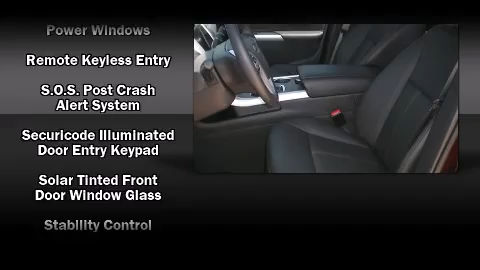 Power Windows
Remote Keyless Entry
S.O.S. Post Crash
Alert System
Securicode Illuminated
Door Entry Keypad
Solar Tinted Front
Door Window Glass
Stability Control